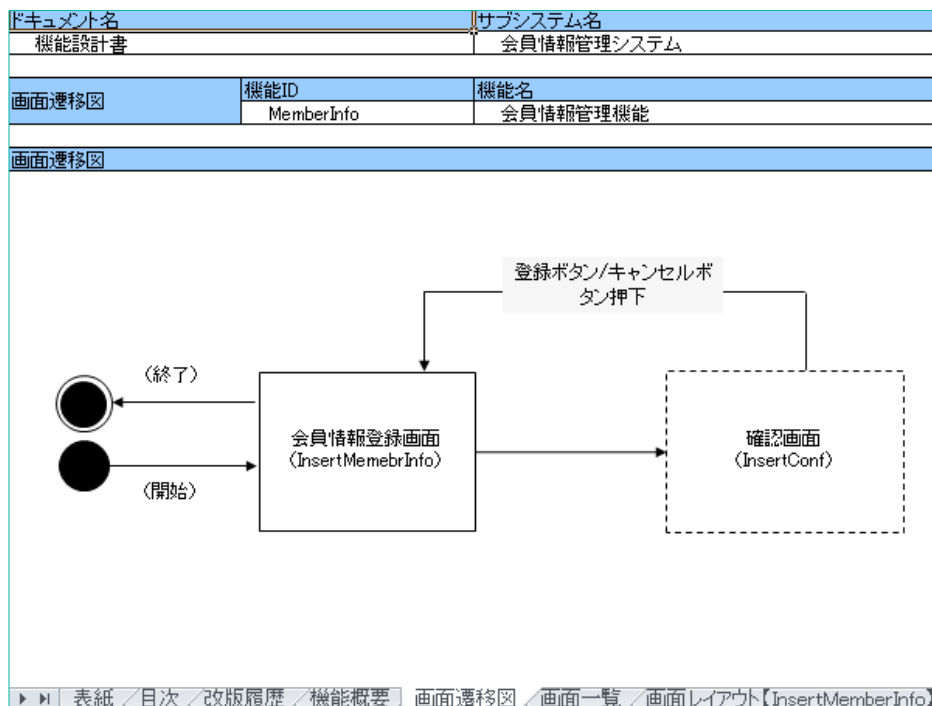 ドキュメント名 サブシステム名
機能設計書 会員情報管理システム
画面遷移図 機能ID 機能名
MemberInfo 会員情報管理機能
画面遷移図
登録ボタン/キャンセルボ
タン押下
（終了）
会員情報登録画面
（InsertMemebrInfo）
確認画面
（InsertConf）
（開始）
表紙 目次 改版履歴 機能概要 画面遷移図 画面一覧 画面レイアウト【InsertMemberInfo】